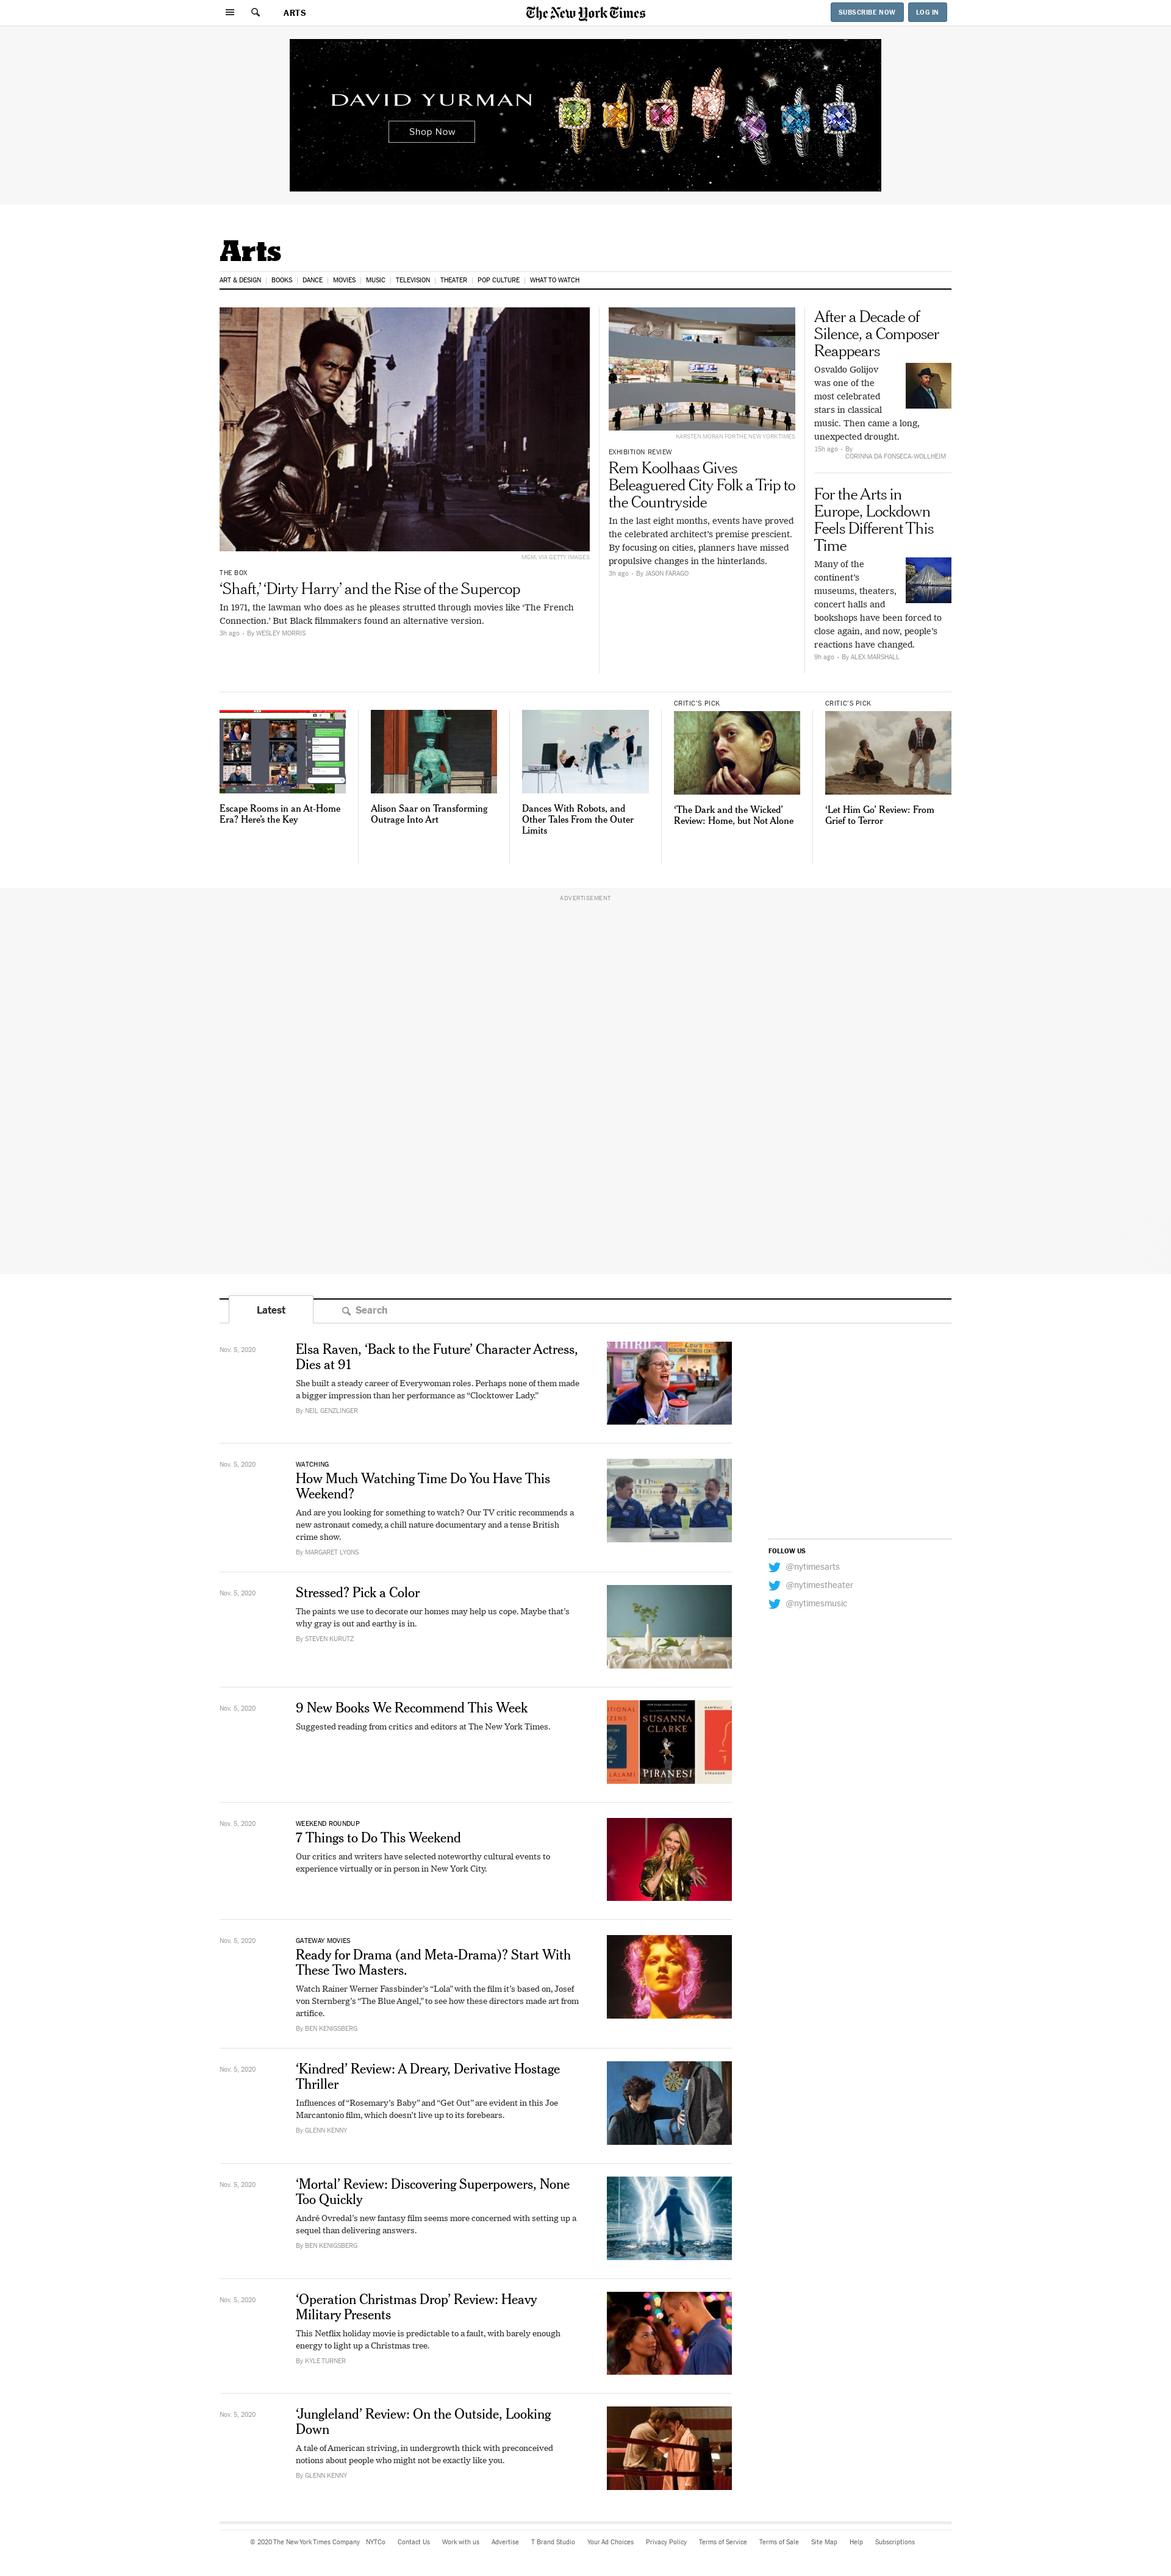 ARTS
The New York Times
SUBSCRIBE NOW
LOG IN
DAVID YURMAN
Shop Now
Arts
ART & DESIGN
BOOKS
DANCE
MOVIES
MUSIC
TELEVISION
THEATER
POP CULTURE
WHAT TO WATCH
MGM, VIA GETTY IMAGES
THE BOX
‘Shaft,’ ‘Dirty Harry’ and the Rise of the Supercop
In 1971, the lawman who does as he pleases strutted through movies like ‘The French
Connection.’ But Black filmmakers found an alternative version.
3h ago • By WESLEY MORRIS
KARSTEN MORAN FOR THE NEW YORK TIMES
EXHIBITION REVIEW
Rem Koolhaas Gives
Beleaguered City Folk a Trip to
the Countryside
In the last eight months, events have proved
the celebrated architect’s premise prescient.
By focusing on cities, planners have missed
propulsive changes in the hinterlands.
3h ago • By JASON FARAGO
After a Decade of
Silence, a Composer
Reappears
Osvaldo Golijov
was one of the
most celebrated
stars in classical
music. Then came a long,
unexpected drought.
15h ago • By
CORINNA DA FONSECA-WOLLHEIM
For the Arts in
Europe, Lockdown
Feels Different This
Time
Many of the
continent’s
museums, theaters,
concert halls and
bookshops have been forced to
close again, and now, people’s
reactions have changed.
9h ago • By ALEX MARSHALL
Escape Rooms in an At-Home
Era? Here’s the Key
Alison Saar on Transforming
Outrage Into Art
Dances With Robots, and
Other Tales From the Outer
Limits
CRITIC’S PICK
‘The Dark and the Wicked’
Review: Home, but Not Alone
CRITIC’S PICK
‘Let Him Go’ Review: From
Grief to Terror
ADVERTISEMENT
Latest
Search
Nov. 5, 2020
Elsa Raven, ‘Back to the Future’ Character Actress,
Dies at 91
She built a steady career of Everywoman roles. Perhaps none of them made
a bigger impression than her performance as “Clocktower Lady.”
By NEIL GENZLINGER
Nov. 5, 2020
WATCHING
How Much Watching Time Do You Have This
Weekend?
And are you looking for something to watch? Our TV critic recommends a
new astronaut comedy, a chill nature documentary and a tense British
crime show.
By MARGARET LYONS
FOLLOW US
@nytimesarts
@nytimestheater
@nytimesmusic
Nov. 5, 2020
Stressed? Pick a Color
The paints we use to decorate our homes may help us cope. Maybe that’s
why gray is out and earthy is in.
By STEVEN KURUTZ
Nov. 5, 2020
9 New Books We Recommend This Week
Suggested reading from critics and editors at The New York Times.
SUSANNA
CLARKE
PIRANESI
LALAMI
Nov. 5, 2020
WEEKEND ROUNDUP
7 Things to Do This Weekend
Our critics and writers have selected noteworthy cultural events to
experience virtually or in person in New York City.
Nov. 5, 2020
GATEWAY MOVIES
Ready for Drama (and Meta-Drama)? Start With
These Two Masters.
Watch Rainer Werner Fassbinder’s “Lola” with the film it’s based on, Josef
von Sternberg’s “The Blue Angel,” to see how these directors made art from
artifice.
By BEN KENIGSBERG
Nov. 5, 2020
‘Kindred’ Review: A Dreary, Derivative Hostage
Thriller
Influences of “Rosemary’s Baby” and “Get Out” are evident in this Joe
Marcantonio film, which doesn’t live up to its forebears.
By GLENN KENNY
Nov. 5, 2020
‘Mortal’ Review: Discovering Superpowers, None
Too Quickly
André Ovredal’s new fantasy film seems more concerned with setting up a
sequel than delivering answers.
By BEN KENIGSBERG
Nov. 5, 2020
‘Operation Christmas Drop’ Review: Heavy
Military Presents
This Netflix holiday movie is predictable to a fault, with barely enough
energy to light up a Christmas tree.
By KYLE TURNER
Nov. 5, 2020
‘Jungleland’ Review: On the Outside, Looking
Down
A tale of American striving, in undergrowth thick with preconceived
notions about people who might not be exactly like you.
By GLENN KENNY
© 2020 The New York Times Company
NYTCo
Contact Us
Work with us
Advertise
T Brand Studio
Your Ad Choices
Privacy Policy
Terms of Service
Terms of Sale
Site Map
Help
Subscriptions